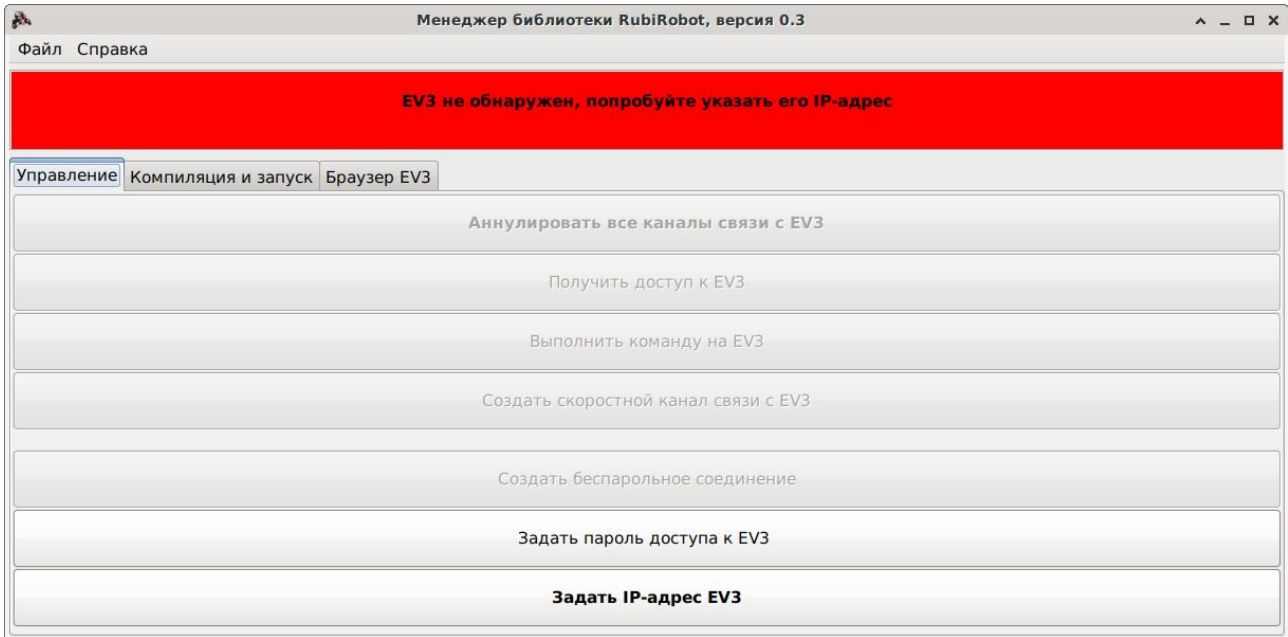 Менеджер библиотеки RubiRobot, версия 0.3
Файл Справка
EV3 не обнаружен, попробуйте указать его IP-адрес
Управление Компиляция и запуск Браузер EV3
Аннулировать все каналы связи с EV3
Получить доступ к EV3
Выполнить команду на EV3
Создать скоростной канал связи с EV3
Создать беспарольное соединение
Задать пароль доступа к EV3
Задать IP-адрес EV3